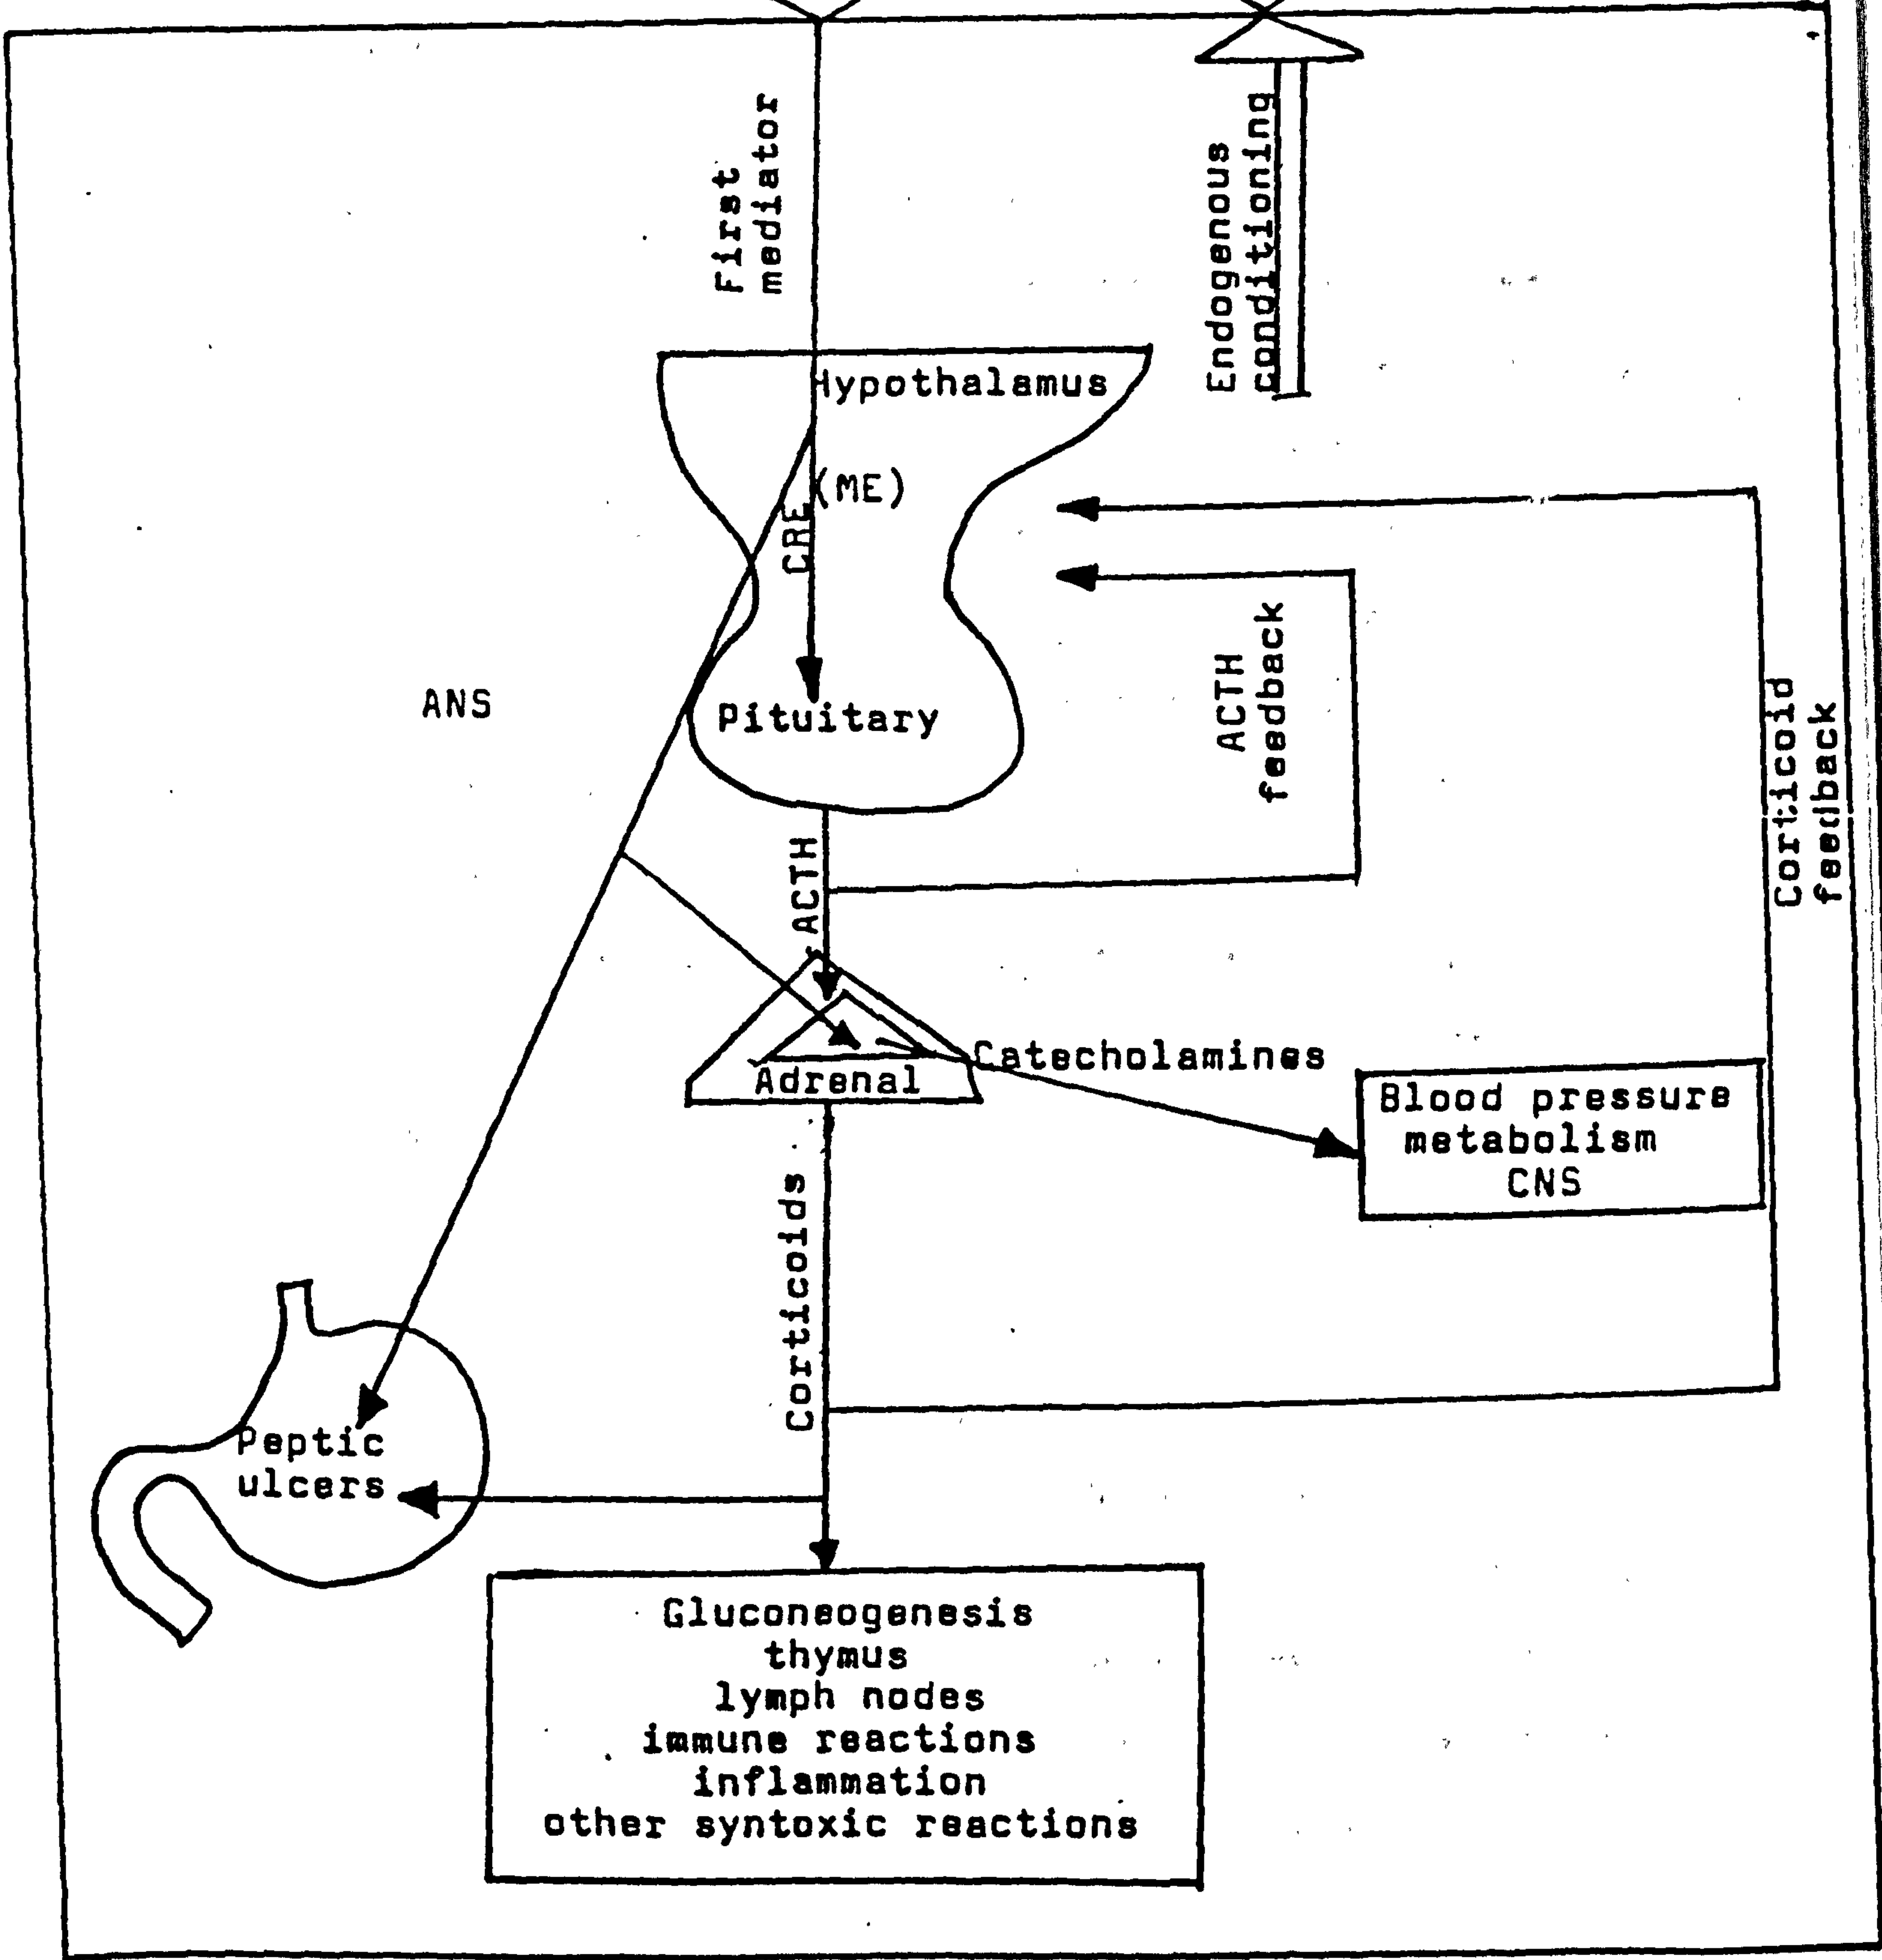 First
mediator
Endogenous
conditioning
Hypothalamus
(ME)
CRF
ANS
Pituitary
ACTH
feedback
Corticoid
feedback
ACTH
Catecholamines
Adrenal
Blood pressure
metabolism
CNS
Corticoids
Peptic
ulcers
Gluconeogenesis
thymus
lymph nodes
immune reactions
inflammation
other syntoxic reactions